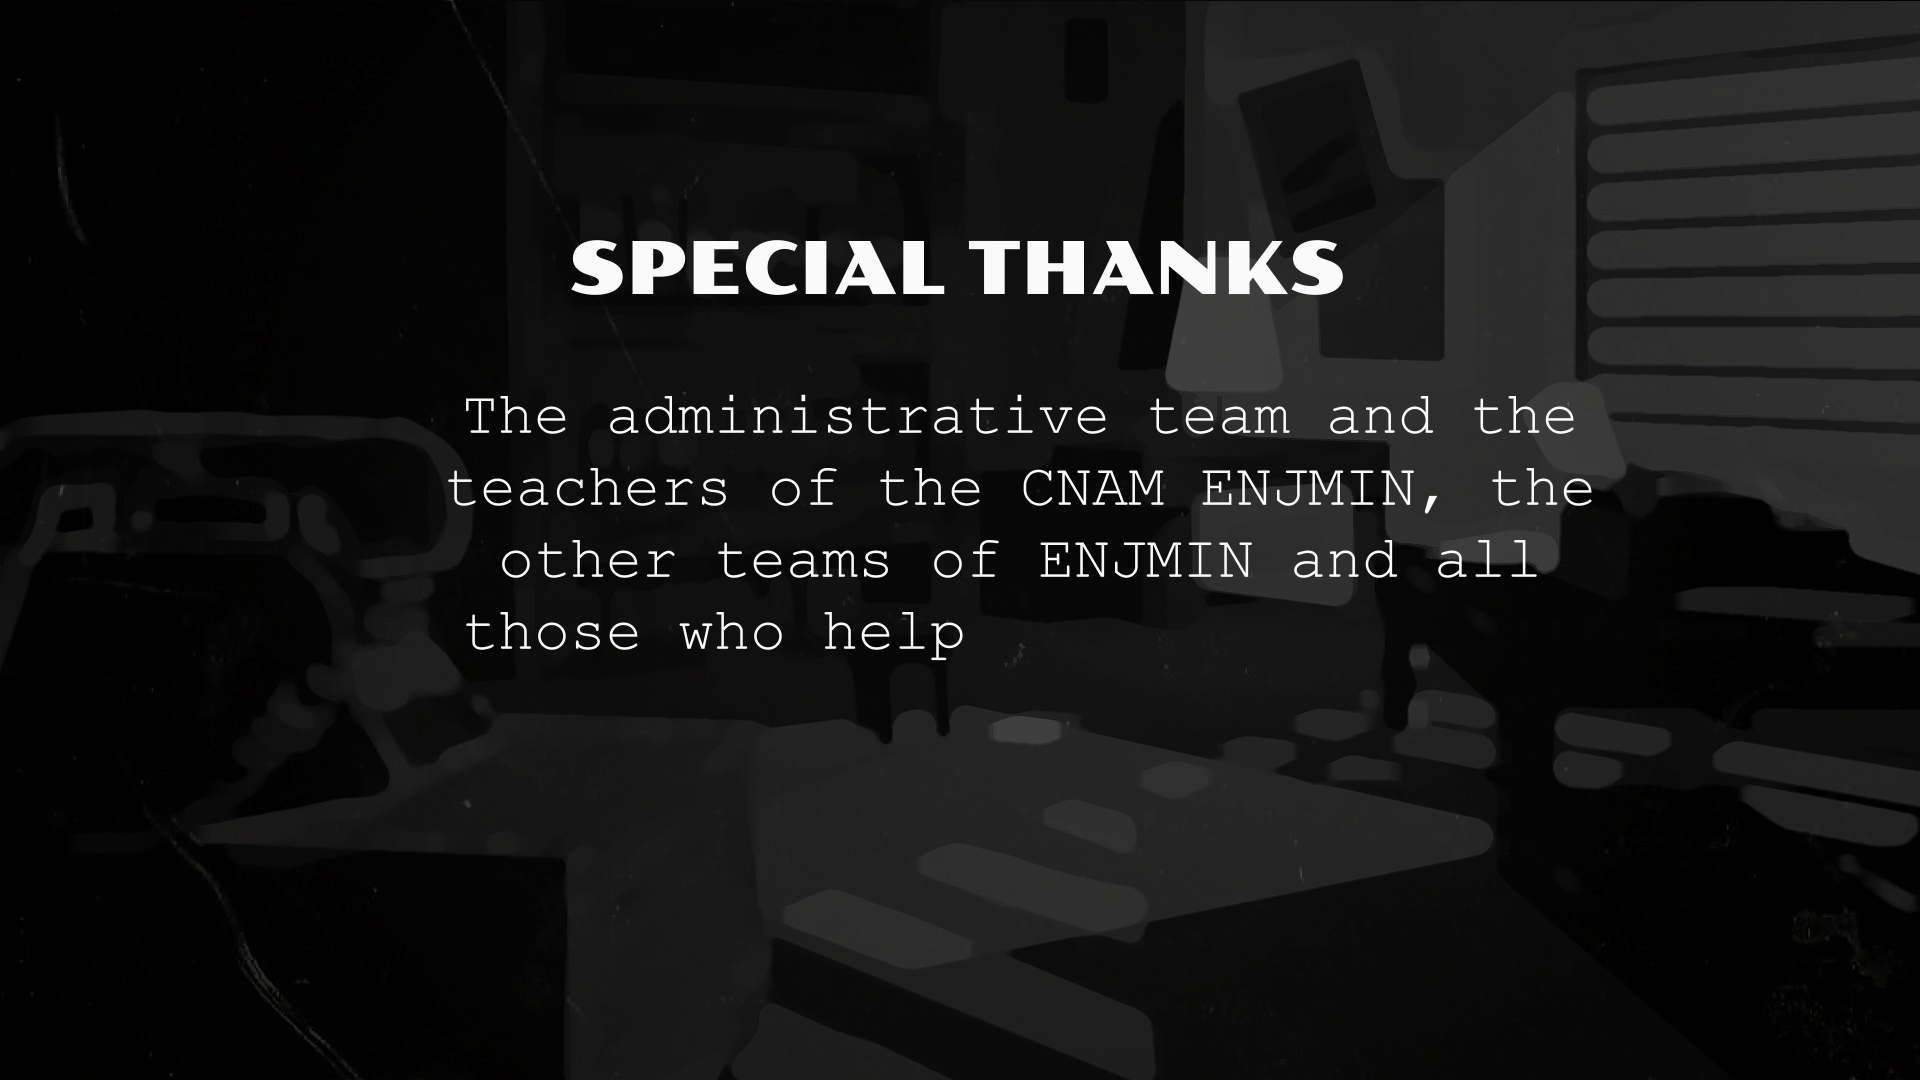 SPECIAL THANKS
The administrative team and the
teachers of the CNAM ENJMIN, the
other teams of ENJMIN and all
those who help